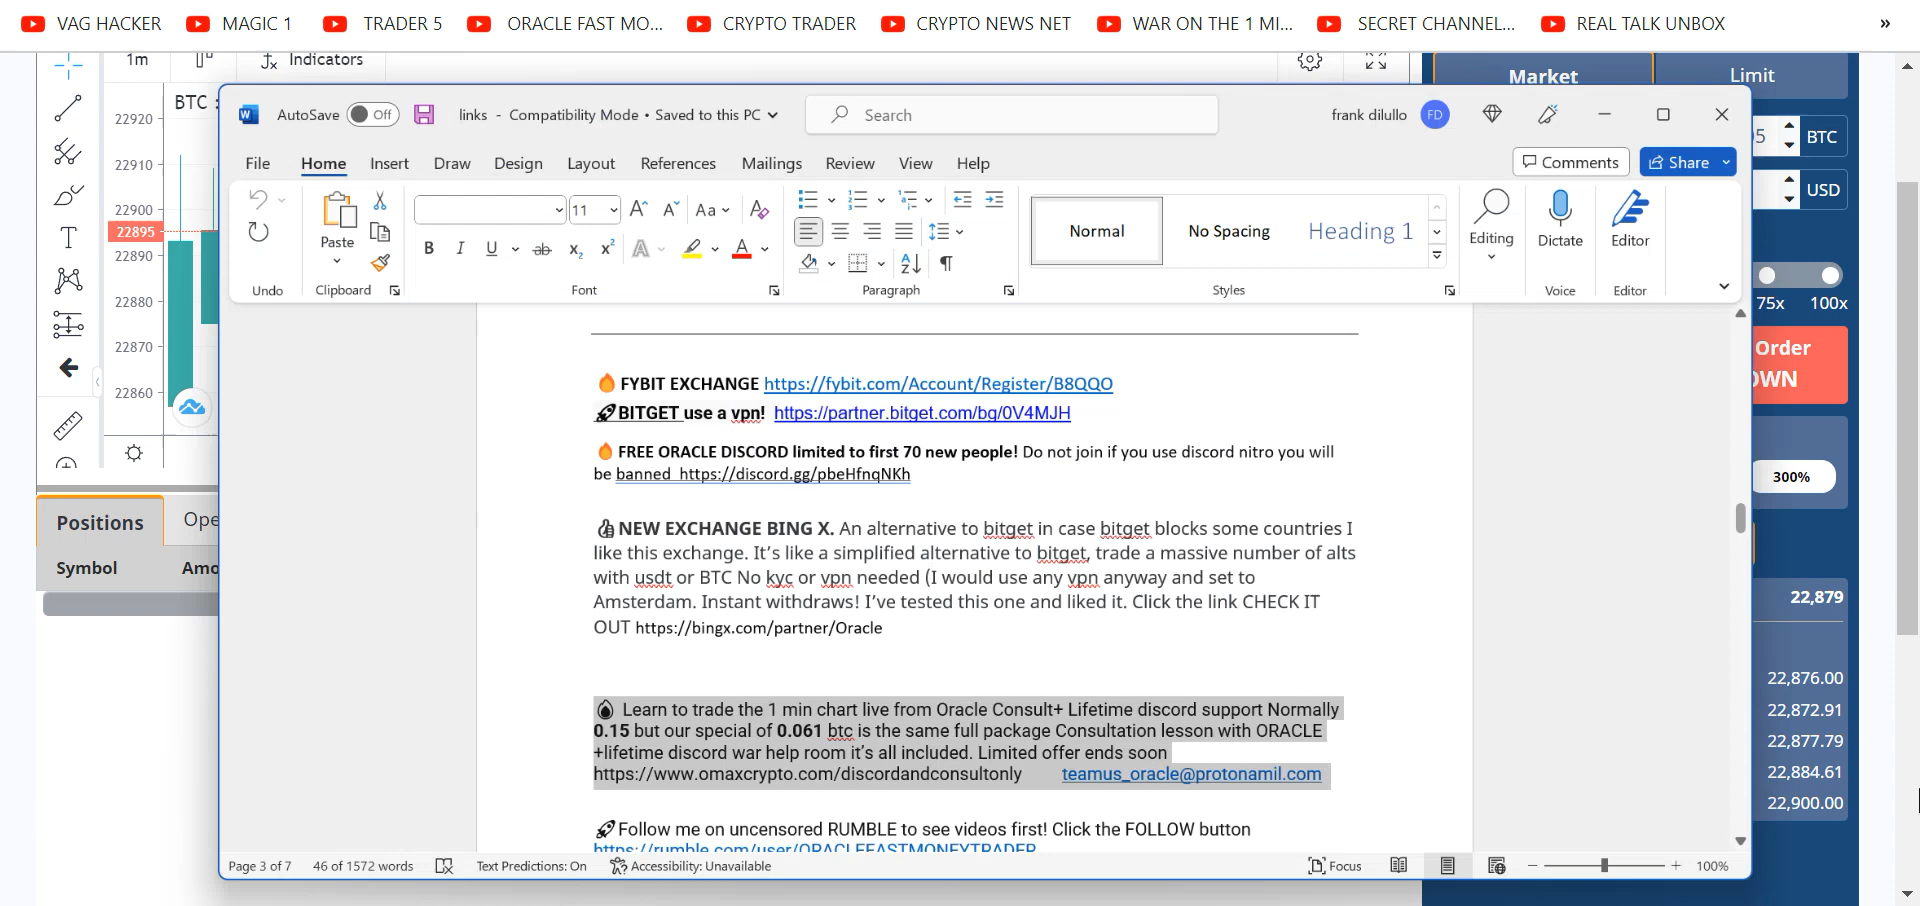 VAG HACKER MAGIC 1 TRADER 5 ORACLE FAST MO... CRYPTO TRADER CRYPTO NEWS NET WAR ON THE 1 MI... SECRET CHANNEL... REAL TALK UNBOX »
1m Indicators Market Limit
BTC
22920
22910
22900
22895
22890
22880
22870
22860
AutoSave Off links - Compatibility Mode • Saved to this PC Search frank dilullo FD
File Home Insert Draw Design Layout References Mailings Review View Help Comments Share
11 Aa
Paste B I U ab x₂ x² A A Normal No Spacing Heading 1 Editing Dictate Editor
Undo Clipboard Font Paragraph Styles Voice Editor
🔥 FYBIT EXCHANGE https://fybit.com/Account/Register/B8QQO
🚀BITGET use a vpn! https://partner.bitget.com/bg/0V4MJH
🔥 FREE ORACLE DISCORD limited to first 70 new people! Do not join if you use discord nitro you will
be banned https://discord.gg/pbeHfnqNKh
👍NEW EXCHANGE BING X. An alternative to bitget in case bitget blocks some countries I
like this exchange. It’s like a simplified alternative to bitget, trade a massive number of alts
with usdt or BTC No kyc or vpn needed (I would use any vpn anyway and set to
Amsterdam. Instant withdraws! I’ve tested this one and liked it. Click the link CHECK IT
OUT https://bingx.com/partner/Oracle
Learn to trade the 1 min chart live from Oracle Consult+ Lifetime discord support Normally
0.15 but our special of 0.061 btc is the same full package Consultation lesson with ORACLE
+lifetime discord war help room it’s all included. Limited offer ends soon
https://www.omaxcrypto.com/discordandconsultonly teamus_oracle@protonamil.com
🚀Follow me on uncensored RUMBLE to see videos first! Click the FOLLOW button
https://rumble.com/user/ORACLEFASTMONEYTRADER
Page 3 of 7 46 of 1572 words Text Predictions: On Accessibility: Unavailable Focus 100%
Positions Ope
Symbol Amo
5 BTC
USD
75x 100x
Order
OWN
300%
22,879
22,876.00
22,872.91
22,877.79
22,884.61
22,900.00